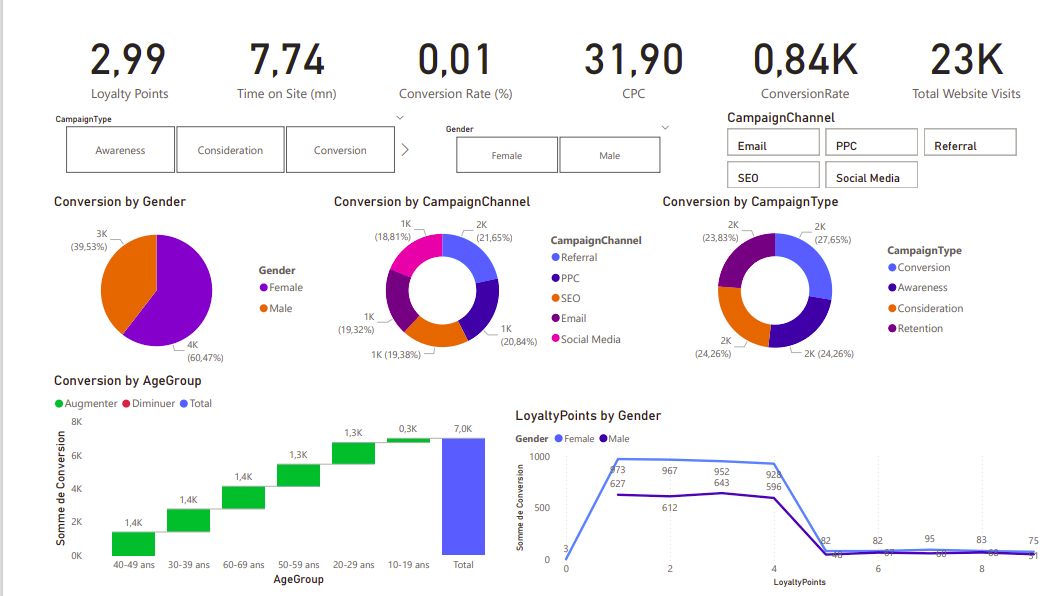 2,99
Loyalty Points
7,74
Time on Site (mn)
0,01
Conversion Rate (%)
31,90
CPC
0,84K
ConversionRate
23K
Total Website Visits
CampaignType
Awareness
Consideration
Conversion
Gender
Female
Male
CampaignChannel
Email
PPC
Referral
SEO
Social Media
Conversion by Gender
3K
(39,53%)
4K
(60,47%)
Gender
Female
Male
Conversion by CampaignChannel
1K
(18,81%)
2K
(21,65%)
1K
(19,32%)
1K (19,38%)
1K
(20,84%)
CampaignChannel
Referral
PPC
SEO
Email
Social Media
Conversion by CampaignType
2K
(23,83%)
2K
(27,65%)
2K
(24,26%)
2K (24,26%)
CampaignType
Conversion
Awareness
Consideration
Retention
Conversion by AgeGroup
Augmenter Diminuer Total
Somme de Conversion
8K
6K
4K
2K
0K
1,4K
1,4K
1,4K
1,3K
1,3K
0,3K
7,0K
40-49 ans
30-39 ans
60-69 ans
50-59 ans
20-29 ans
10-19 ans
Total
AgeGroup
LoyaltyPoints by Gender
Gender Female Male
Somme de Conversion
1000
500
0
3
973
967
952
928
82
82
95
83
75
627
612
643
596
0
2
4
6
8
LoyaltyPoints